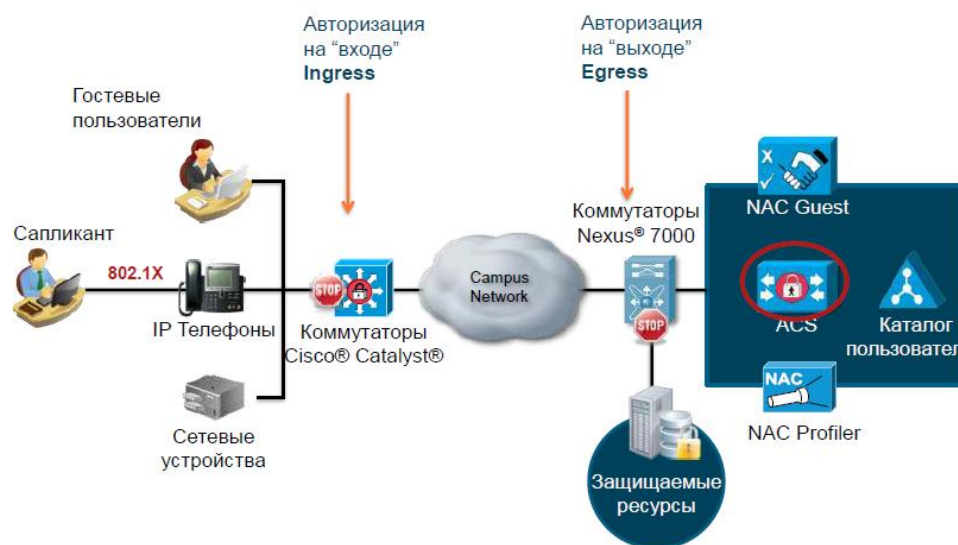 Авторизация
на “входе”
Ingress
Авторизация
на “выходе”
Egress
Гостевые
пользователи
Сапликант
802.1X
IP Телефоны
Сетевые
устройства
STOP
Коммутаторы
Cisco® Catalyst®
Campus
Network
Коммутаторы
Nexus® 7000
STOP
Защищаемые
ресурсы
X
NAC Guest
ACS
Каталог
пользовател
NAC
NAC Profiler